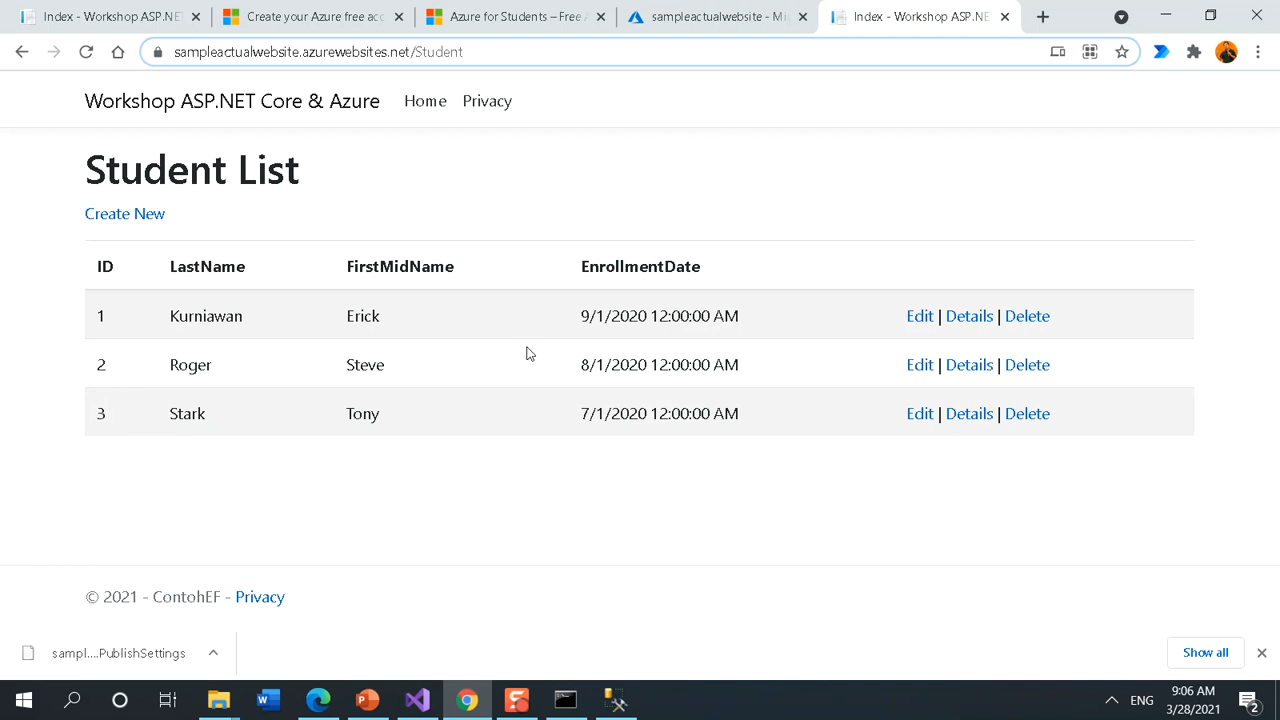 Index - Workshop ASP.NET
Create your Azure free acc
Azure for Students – Free A
sampleactualwebsite - Mi
Index - Workshop ASP.NE
sampleactualwebsite.azurewebsites.net/Student
Workshop ASP.NET Core & Azure Home Privacy
Student List
Create New
ID LastName FirstMidName EnrollmentDate
1 Kurniawan Erick 9/1/2020 12:00:00 AM Edit | Details | Delete
2 Roger Steve 8/1/2020 12:00:00 AM Edit | Details | Delete
3 Stark Tony 7/1/2020 12:00:00 AM Edit | Details | Delete
© 2021 - ContohEF - Privacy
sampl....PublishSettings
Show all
ENG
9:06 AM
3/28/2021
2